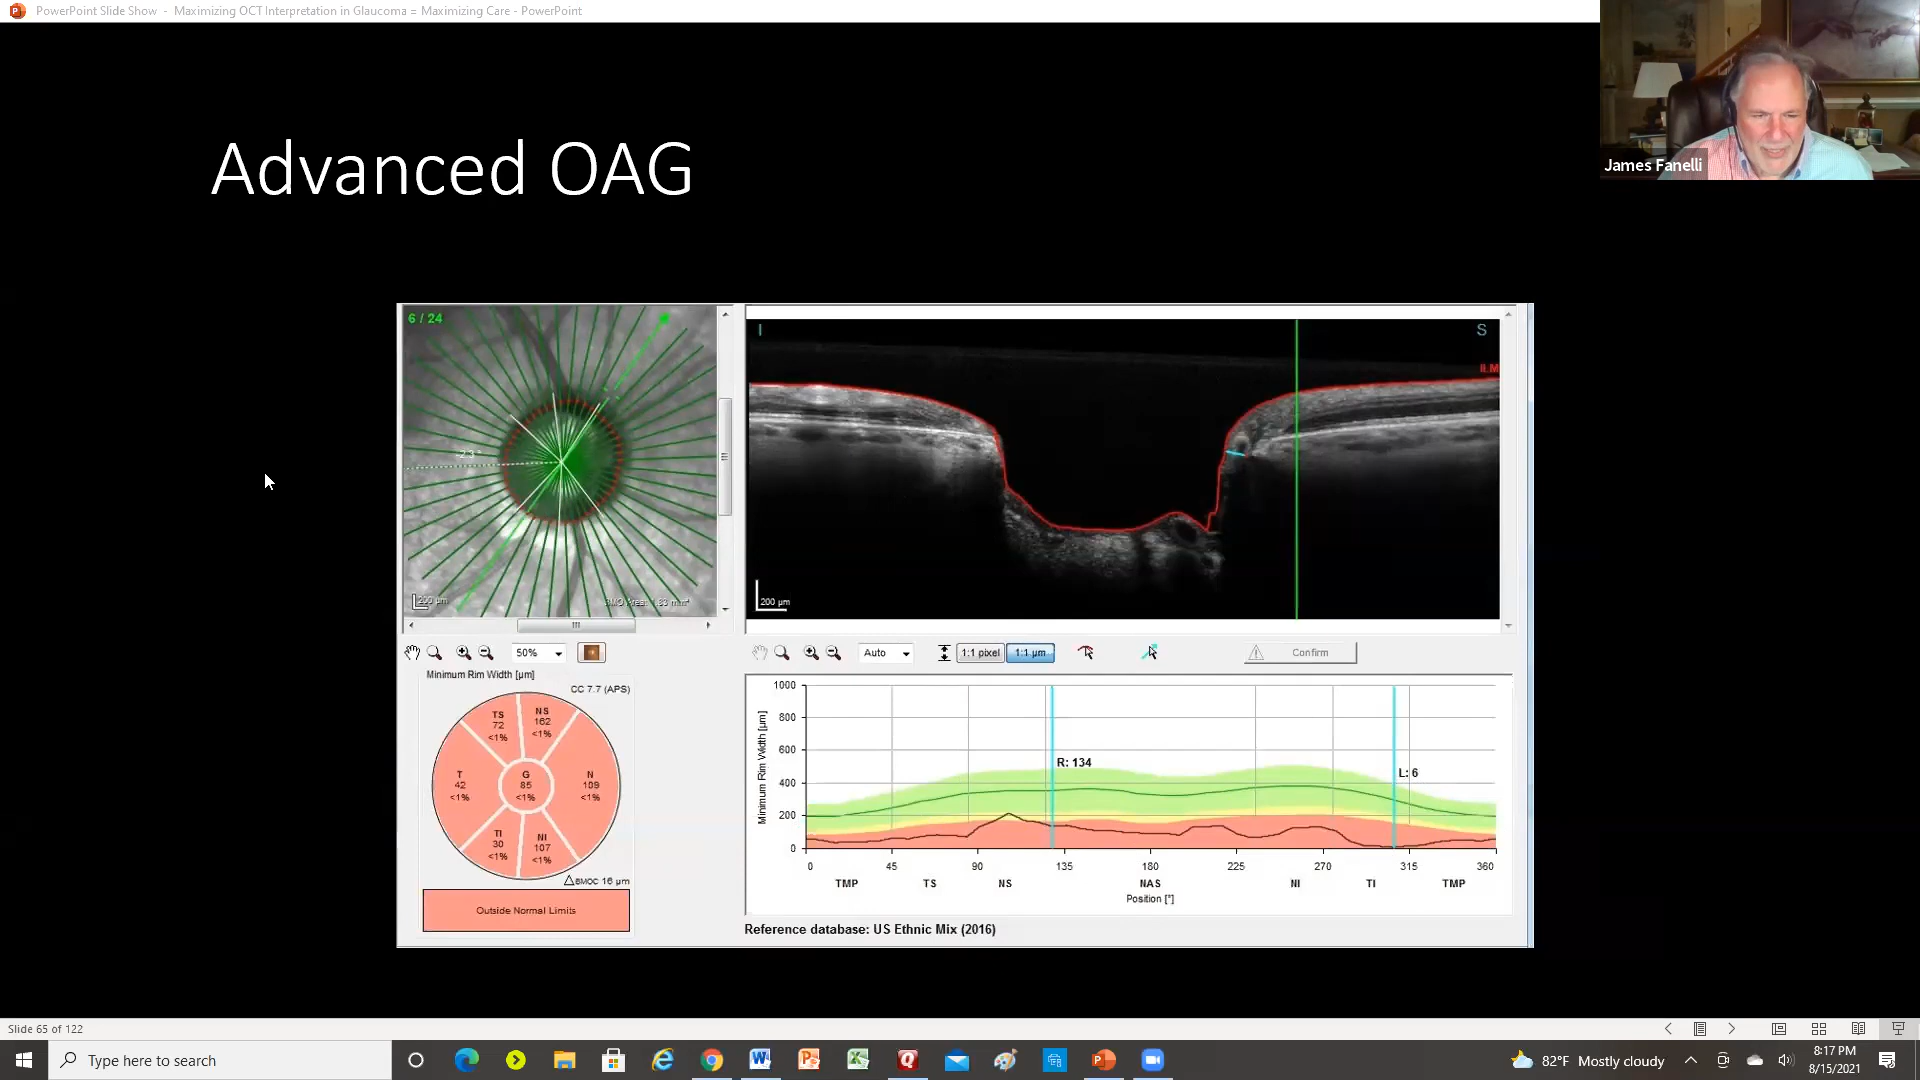 PowerPoint Slide Show - Maximizing OCT Interpretation in Glaucoma = Maximizing Care - PowerPoint
James Fanelli
Advanced OAG
6 / 24
-2.3 °
200 µm
I
S
ILM
200 µm
50%
Auto
1:1 pixel
1:1 µm
Confirm
Minimum Rim Width [µm]
CC 7.7 (APS)
TS
72
<1%
NS
162
<1%
T
42
<1%
G
85
<1%
N
109
<1%
TI
30
<1%
NI
107
<1%
BMOC 16 µm
Outside Normal Limits
Minimum Rim Width [µm]
1000
800
600
400
200
0
R: 134
L: 6
0 45 90 135 180 225 270 315 360
TMP TS NS NAS NI TI TMP
Position [°]
Reference database: US Ethnic Mix (2016)
Slide 65 of 122
Type here to search
82°F Mostly cloudy
8:17 PM
8/15/2021